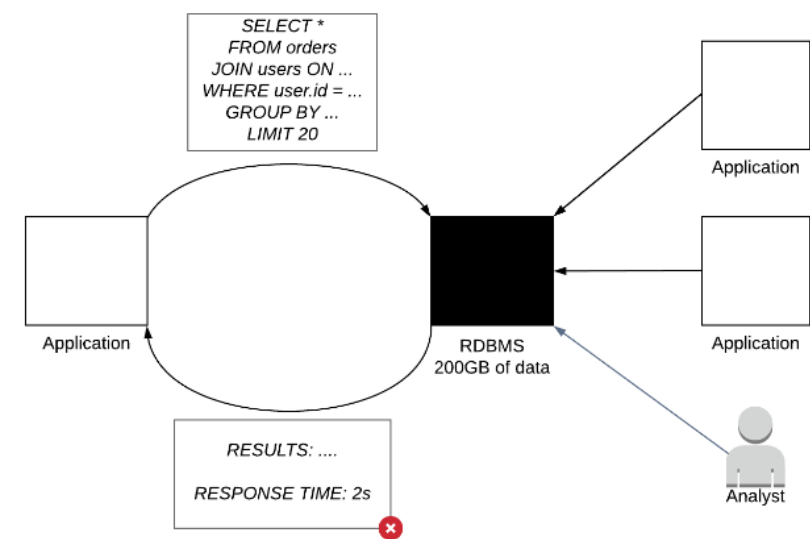 SELECT *
FROM orders
JOIN users ON ...
WHERE user.id = ...
GROUP BY ...
LIMIT 20
Application
Application
RDBMS
200GB of data
Application
RESULTS: ....
RESPONSE TIME: 2s
Analyst